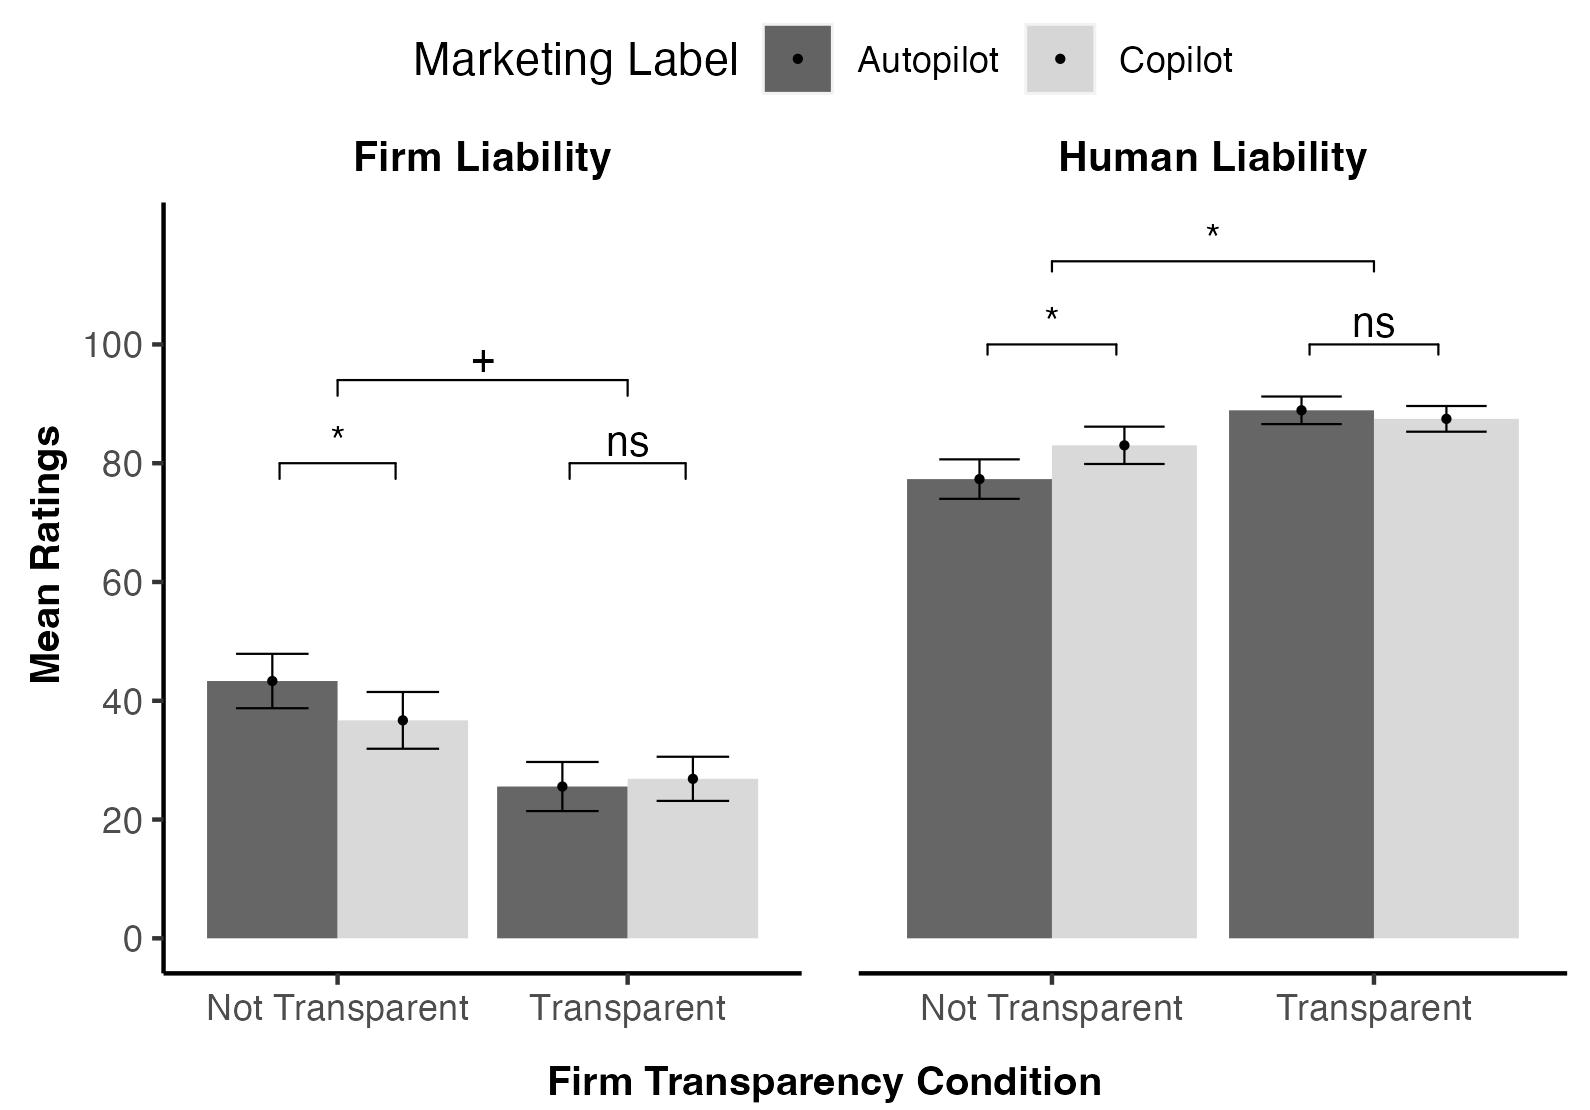 Marketing Label Autopilot Copilot
Firm Liability Human Liability
*
*
ns
+
*
ns
100
80
60
40
20
0
Mean Ratings
Not Transparent Transparent Not Transparent Transparent
Firm Transparency Condition